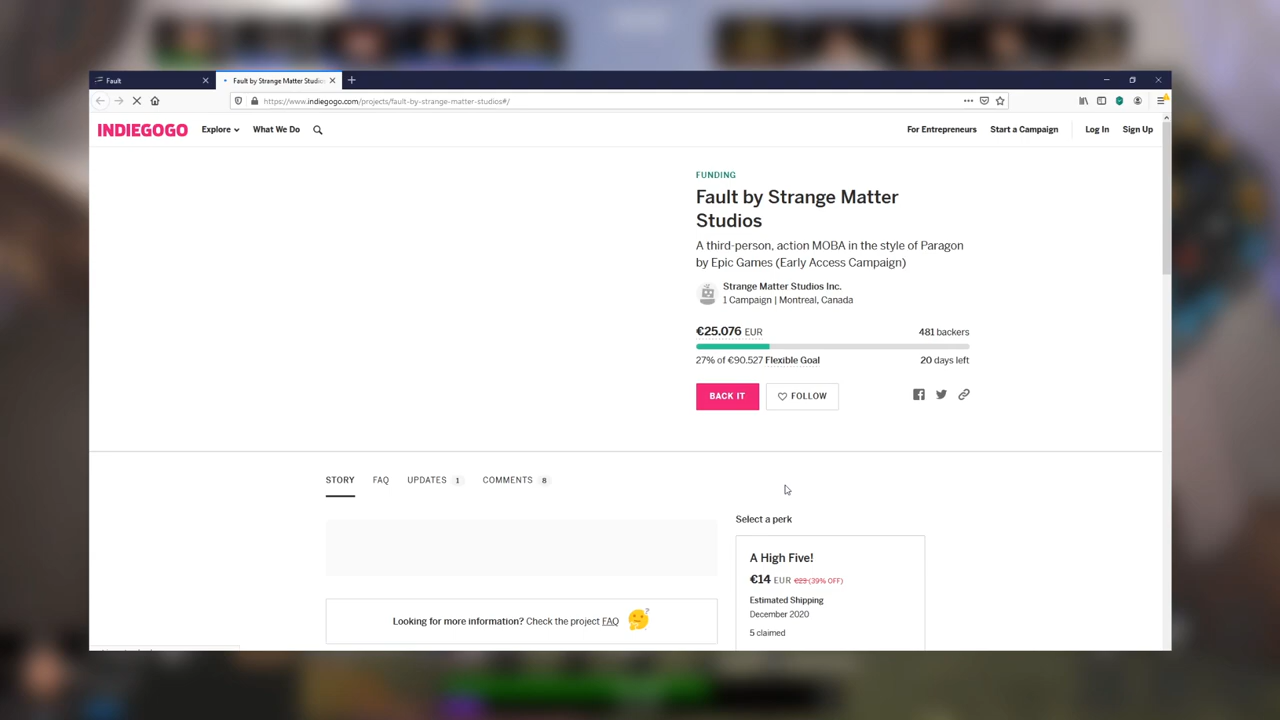 Fault
Fault by Strange Matter Studios
https://www.indiegogo.com/projects/fault-by-strange-matter-studios#/
INDIEGOGO
Explore
What We Do
For Entrepreneurs
Start a Campaign
Log In
Sign Up
FUNDING
Fault by Strange Matter
Studios
A third-person, action MOBA in the style of Paragon
by Epic Games (Early Access Campaign)
Strange Matter Studios Inc.
1 Campaign | Montreal, Canada
€25.076 EUR
481 backers
27% of €90.527 Flexible Goal
20 days left
BACK IT
FOLLOW
STORY
FAQ
UPDATES 1
COMMENTS 8
Select a perk
A High Five!
€14 EUR €23 (39% OFF)
Estimated Shipping
December 2020
5 claimed
Looking for more information? Check the project FAQ